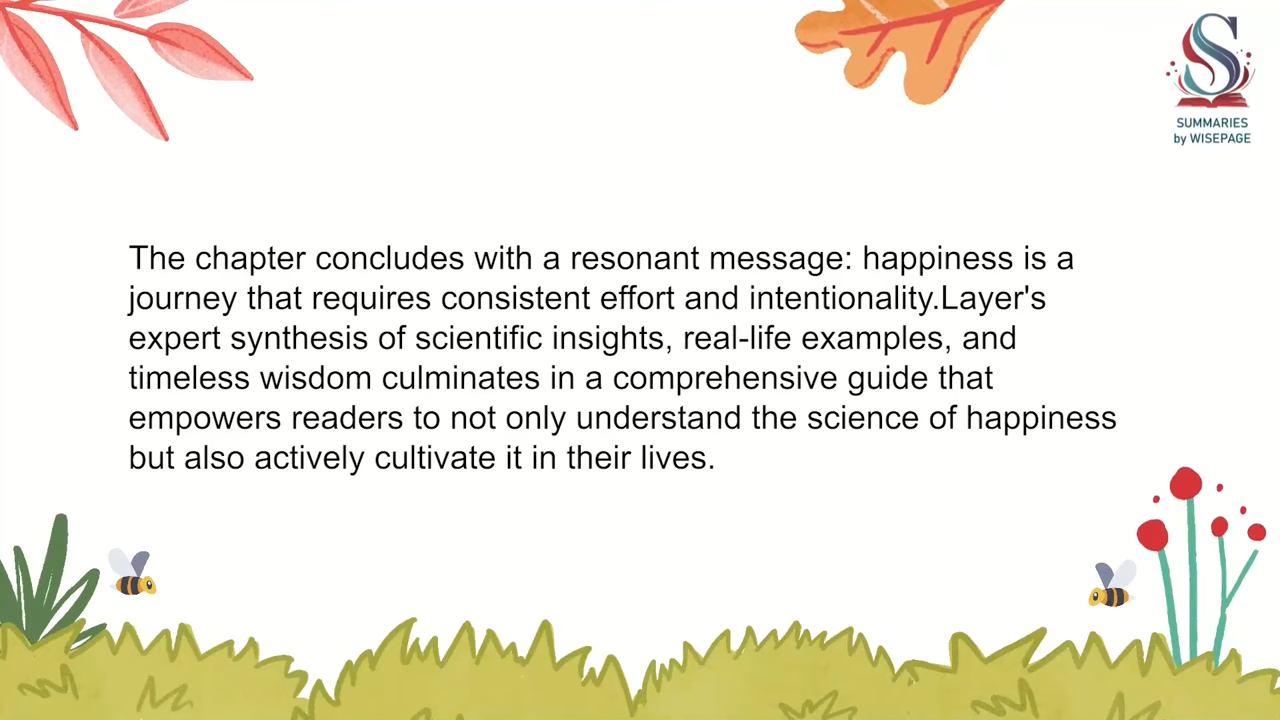 SUMMARIES
by WISEPAGE
The chapter concludes with a resonant message: happiness is a
journey that requires consistent effort and intentionality.Layer's
expert synthesis of scientific insights, real-life examples, and
timeless wisdom culminates in a comprehensive guide that
empowers readers to not only understand the science of happiness
but also actively cultivate it in their lives.